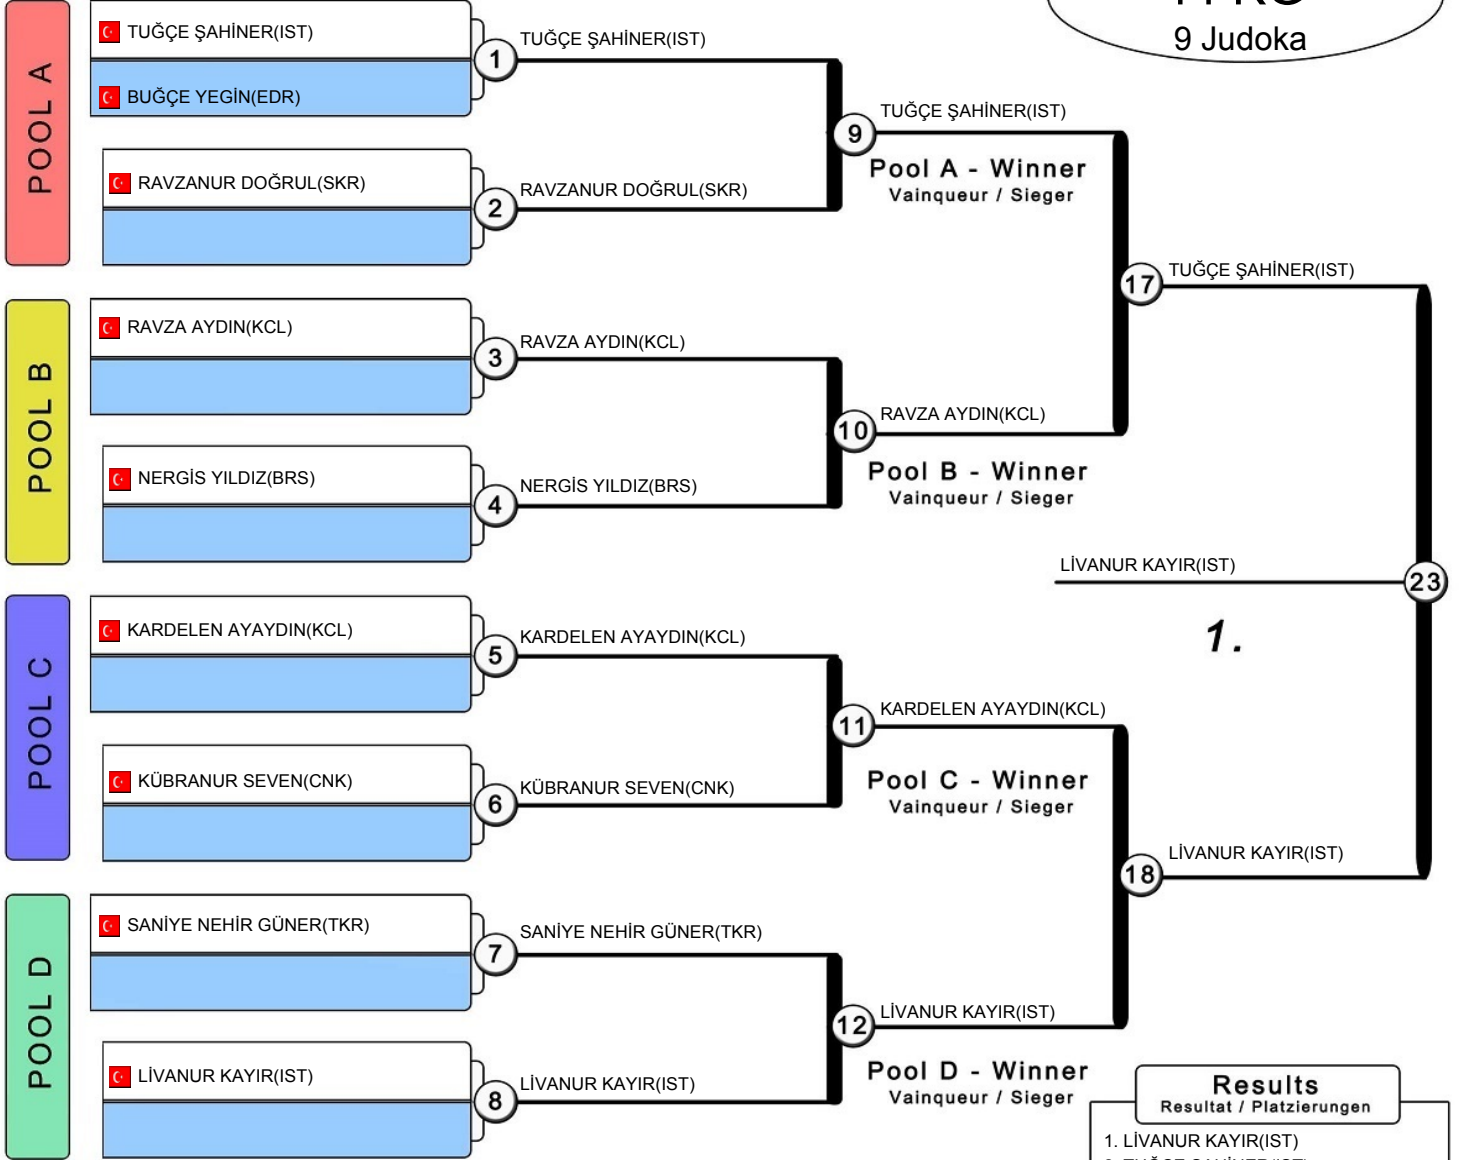 9 Judoka
POOL A
TUĞÇE ŞAHİNER(IST)
BUĞÇE YEGİN(EDR)
1
TUĞÇE ŞAHİNER(IST)
RAVZANUR DOĞRUL(SKR)
2
RAVZANUR DOĞRUL(SKR)
9
TUĞÇE ŞAHİNER(IST)
Pool A - Winner
Vainqueur / Sieger
17
TUĞÇE ŞAHİNER(IST)
POOL B
RAVZA AYDIN(KCL)
3
RAVZA AYDIN(KCL)
NERGİS YILDIZ(BRS)
4
NERGİS YILDIZ(BRS)
10
RAVZA AYDIN(KCL)
Pool B - Winner
Vainqueur / Sieger
LİVANUR KAYIR(IST)
23
1.
POOL C
KARDELEN AYAYDIN(KCL)
5
KARDELEN AYAYDIN(KCL)
KÜBRANUR SEVEN(CNK)
6
KÜBRANUR SEVEN(CNK)
11
KARDELEN AYAYDIN(KCL)
Pool C - Winner
Vainqueur / Sieger
18
LİVANUR KAYIR(IST)
POOL D
SANİYE NEHİR GÜNER(TKR)
7
SANİYE NEHİR GÜNER(TKR)
LİVANUR KAYIR(IST)
8
LİVANUR KAYIR(IST)
12
LİVANUR KAYIR(IST)
Pool D - Winner
Vainqueur / Sieger
Results
Resultat / Platzierungen
1. LİVANUR KAYIR(IST)